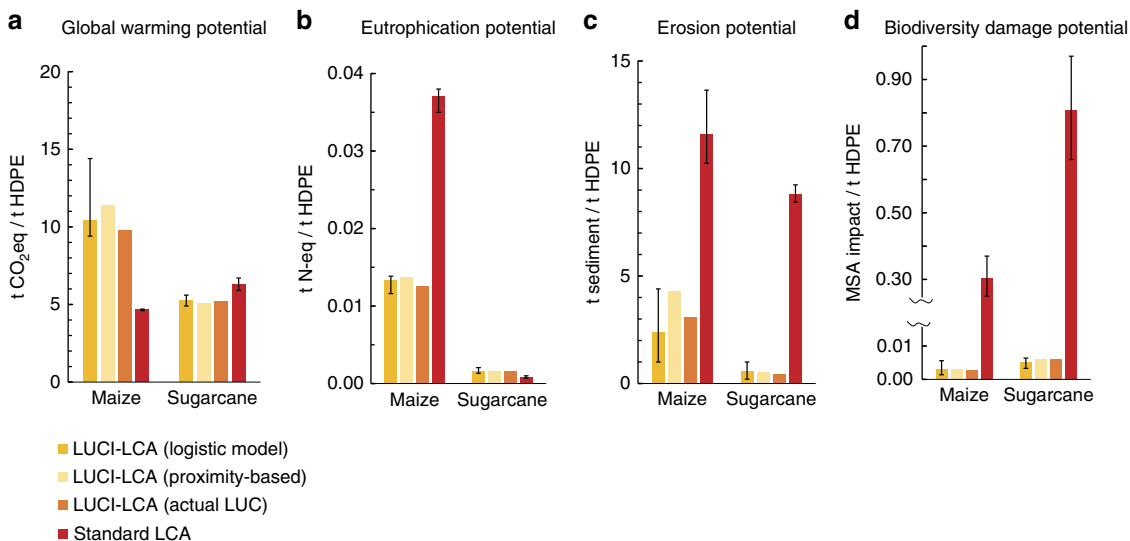 a Global warming potential
t CO₂eq / t HDPE
20
15
10
5
0
Maize Sugarcane
b Eutrophication potential
t N-eq / t HDPE
0.04
0.03
0.02
0.01
0.00
Maize Sugarcane
c Erosion potential
t sediment / t HDPE
15
10
5
0
Maize Sugarcane
d Biodiversity damage potential
MSA impact / t HDPE
0.90
0.70
0.50
0.30
0.01
0.00
Maize Sugarcane
LUCI-LCA (logistic model)
LUCI-LCA (proximity-based)
LUCI-LCA (actual LUC)
Standard LCA